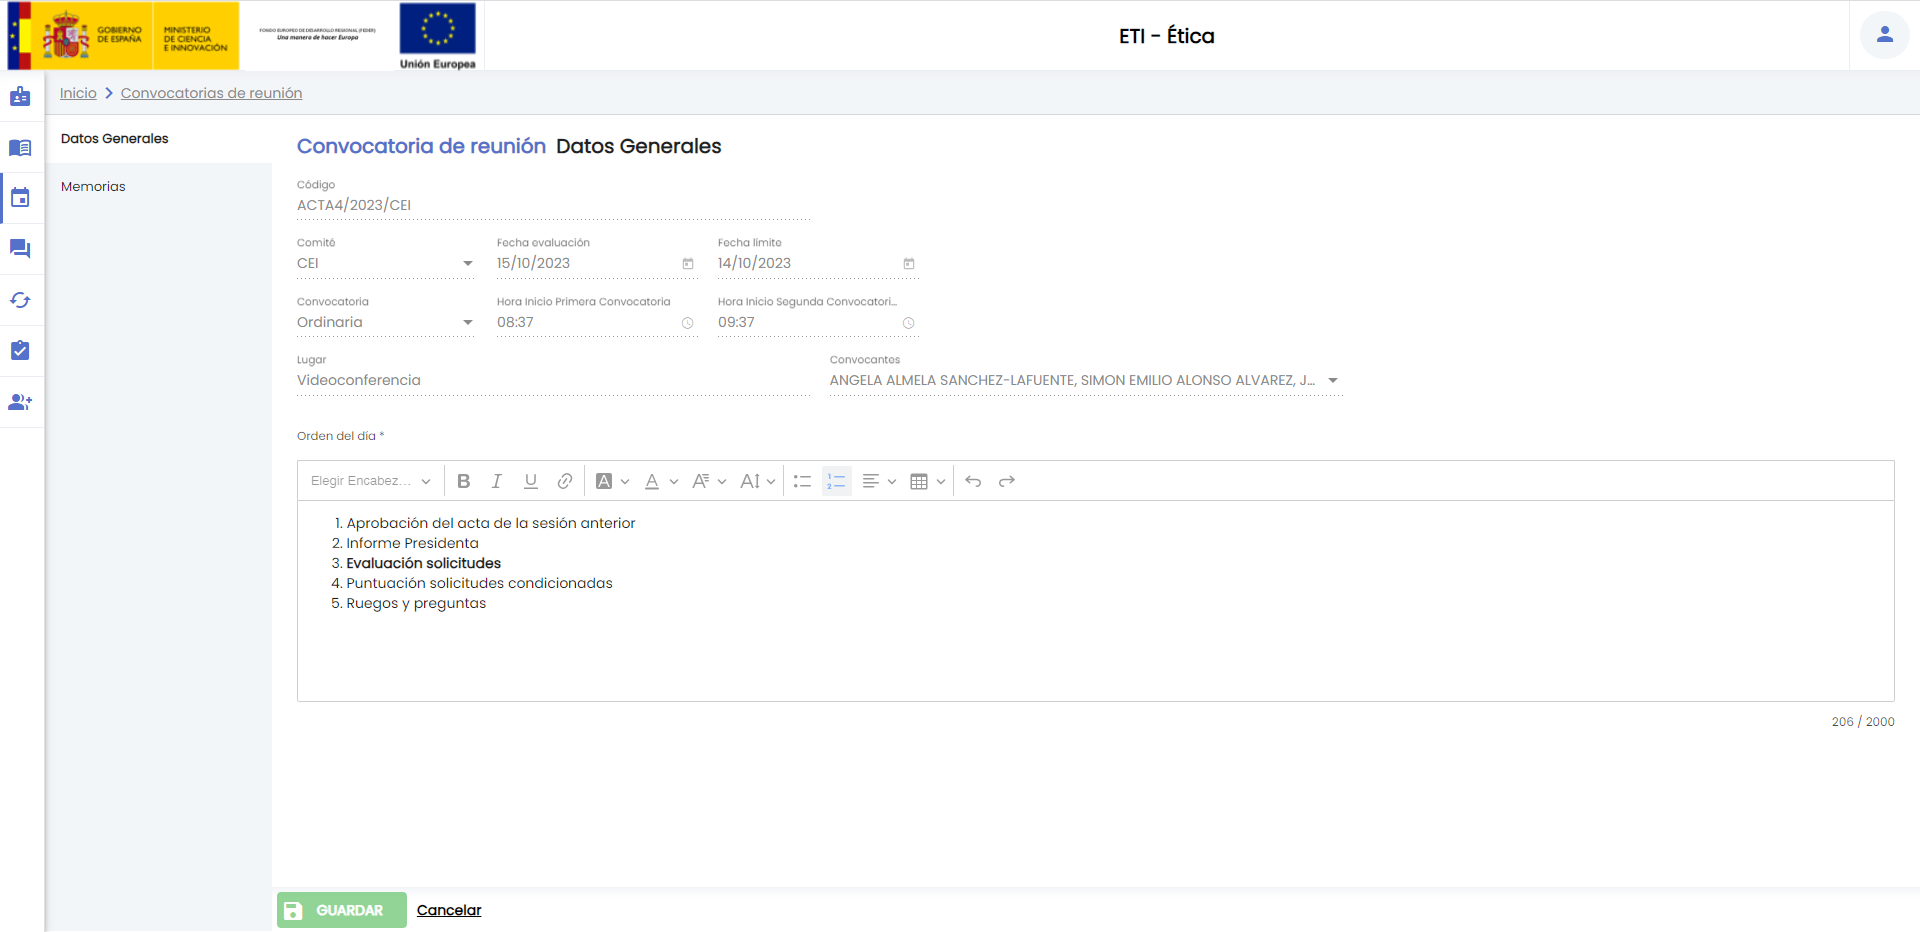 GOBIERNO
DE ESPAÑA
MINISTERIO
DE CIENCIA
E INNOVACIÓN
FONDO EUROPEO DE DESARROLLO REGIONAL (FEDER)
Una manera de hacer Europa
Unión Europea
ETI - Ética
Inicio
Convocatorias de reunión
Datos Generales
Memorias
Convocatoria de reunión Datos Generales
Código
ACTA4/2023/CEI
Comité
CEI
Fecha evaluación
15/10/2023
Fecha límite
14/10/2023
Convocatoria
Ordinaria
Hora Inicio Primera Convocatoria
08:37
Hora Inicio Segunda Convocatori...
09:37
Lugar
Videoconferencia
Convocantes
ANGELA ALMELA SANCHEZ-LAFUENTE, SIMON EMILIO ALONSO ALVAREZ, J...
Orden del día *
Elegir Encabez...
1. Aprobación del acta de la sesión anterior
2. Informe Presidenta
3. Evaluación solicitudes
4. Puntuación solicitudes condicionadas
5. Ruegos y preguntas
206 / 2000
GUARDAR
Cancelar